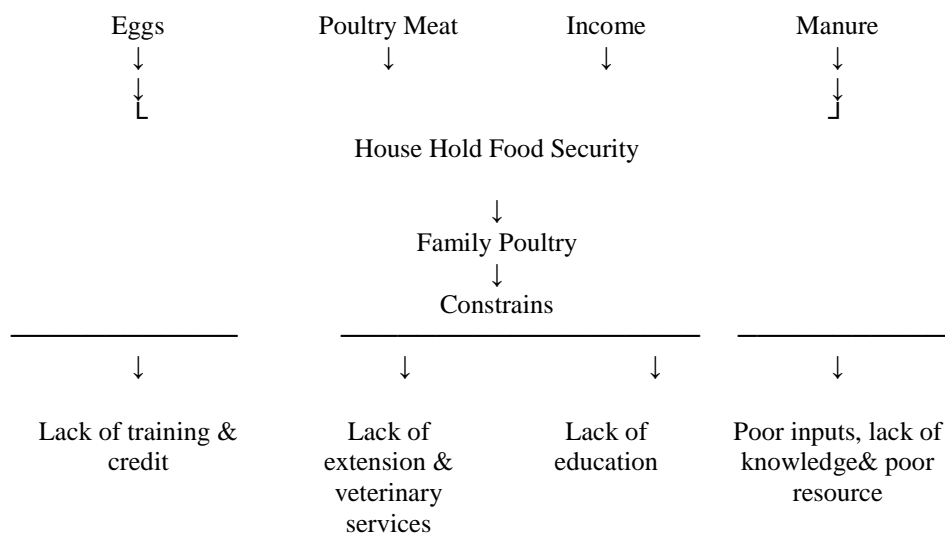 Eggs Poultry Meat Income Manure
House Hold Food Security
Family Poultry
Constrains
Lack of training &
credit
Lack of
extension &
veterinary
services
Lack of
education
Poor inputs, lack of
knowledge& poor
resource